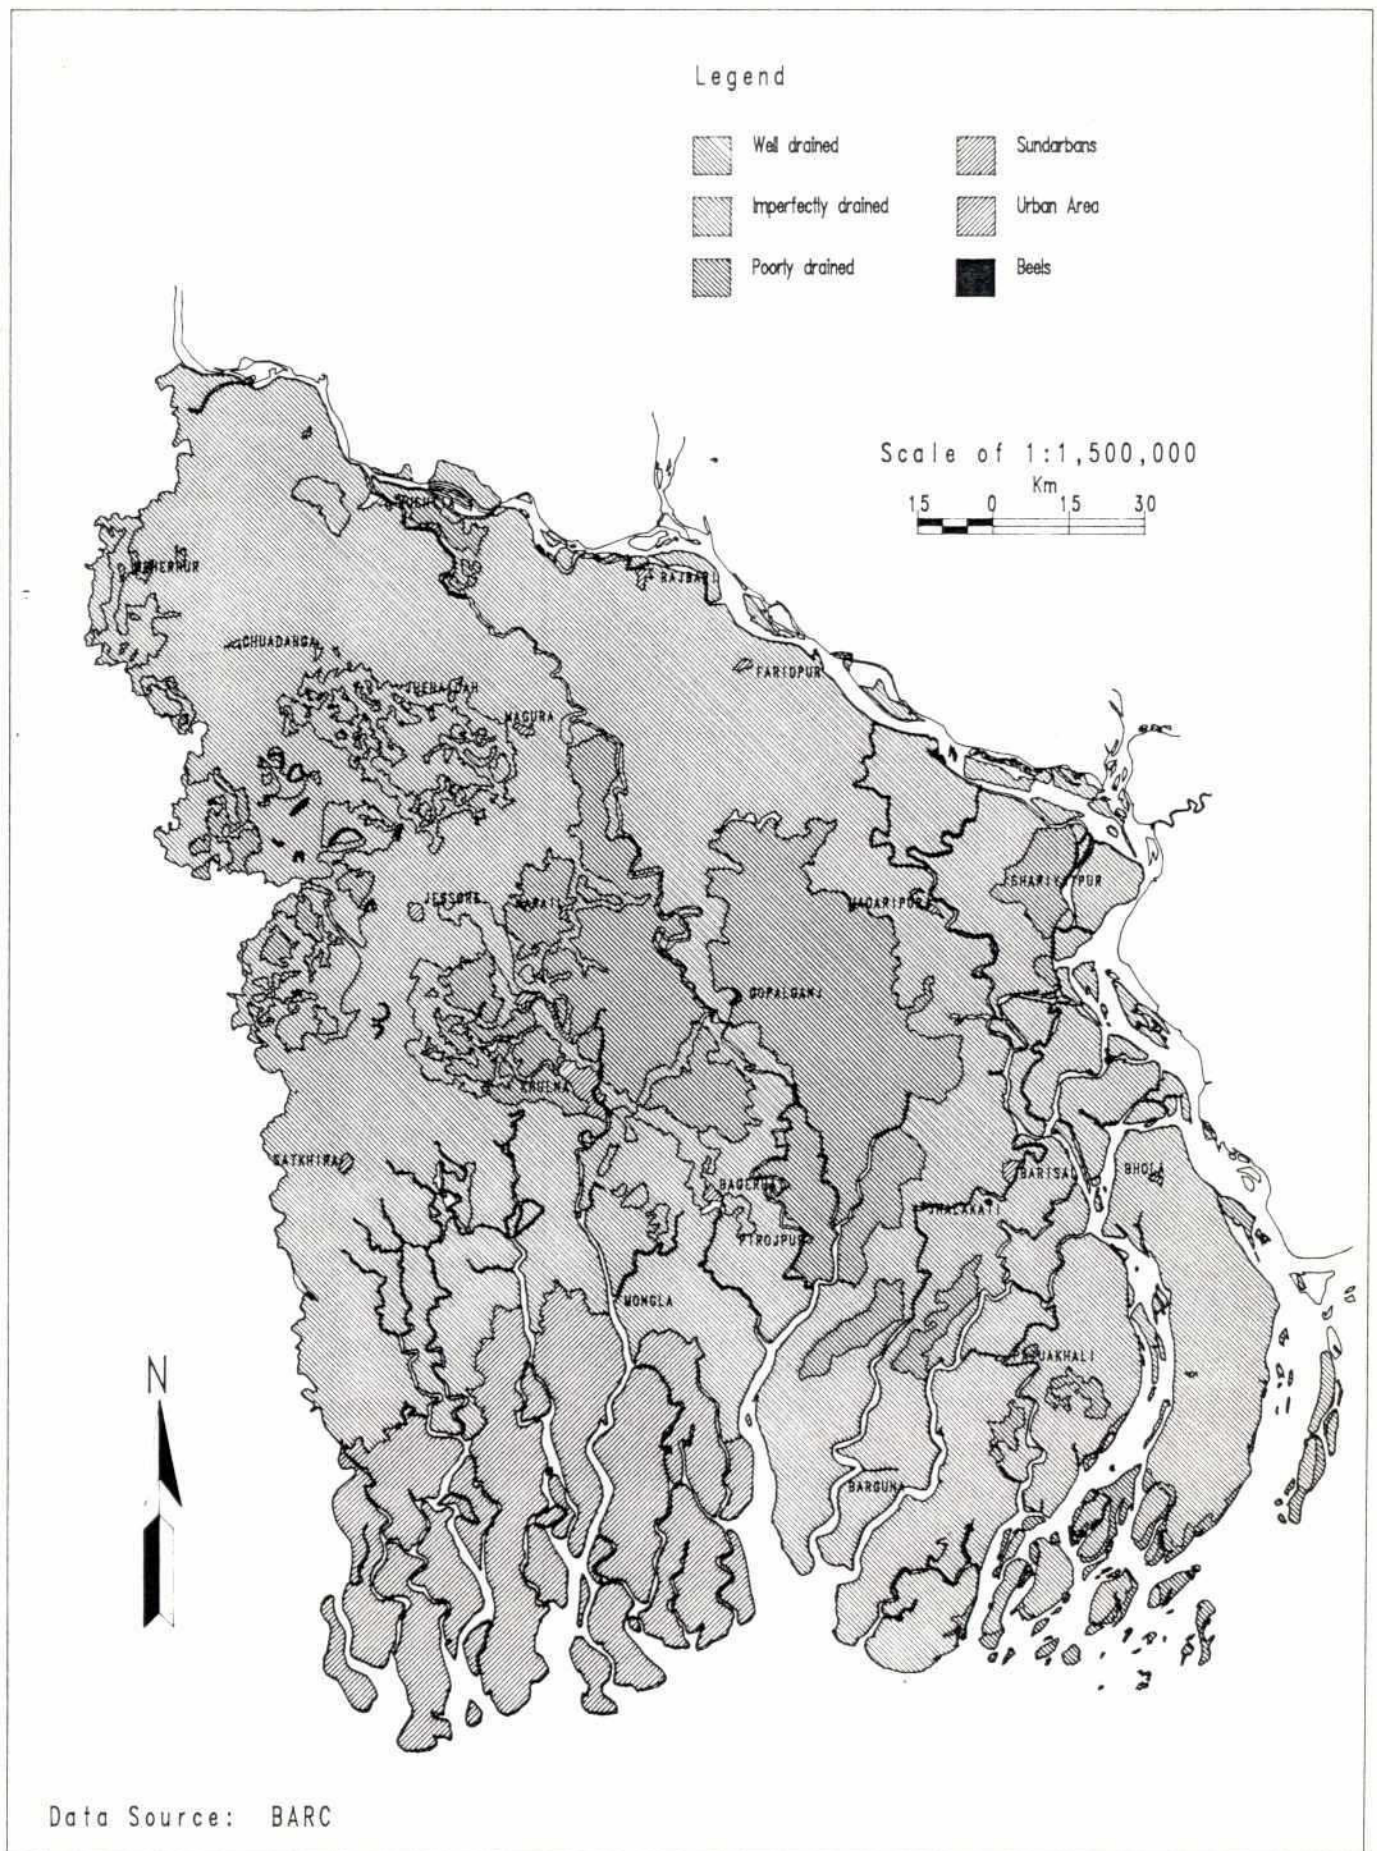 Legend
Well drained
Sundarbans
Imperfectly drained
Urban Area
Poorly drained
Beels
Scale of 1:1,500,000
Km
15 0 15 30
RAJBARI
CHUADANGA
FARIDPUR
MAGURA
SHARIYATPUR
JESSORE
MADARIPUR
GOPALGANJ
KHULNA
SATKHIRA
BARISAL
BHOLA
JHALAKATI
PIROJPUR
MONGLA
N
BARGUNA
Data Source: BARC